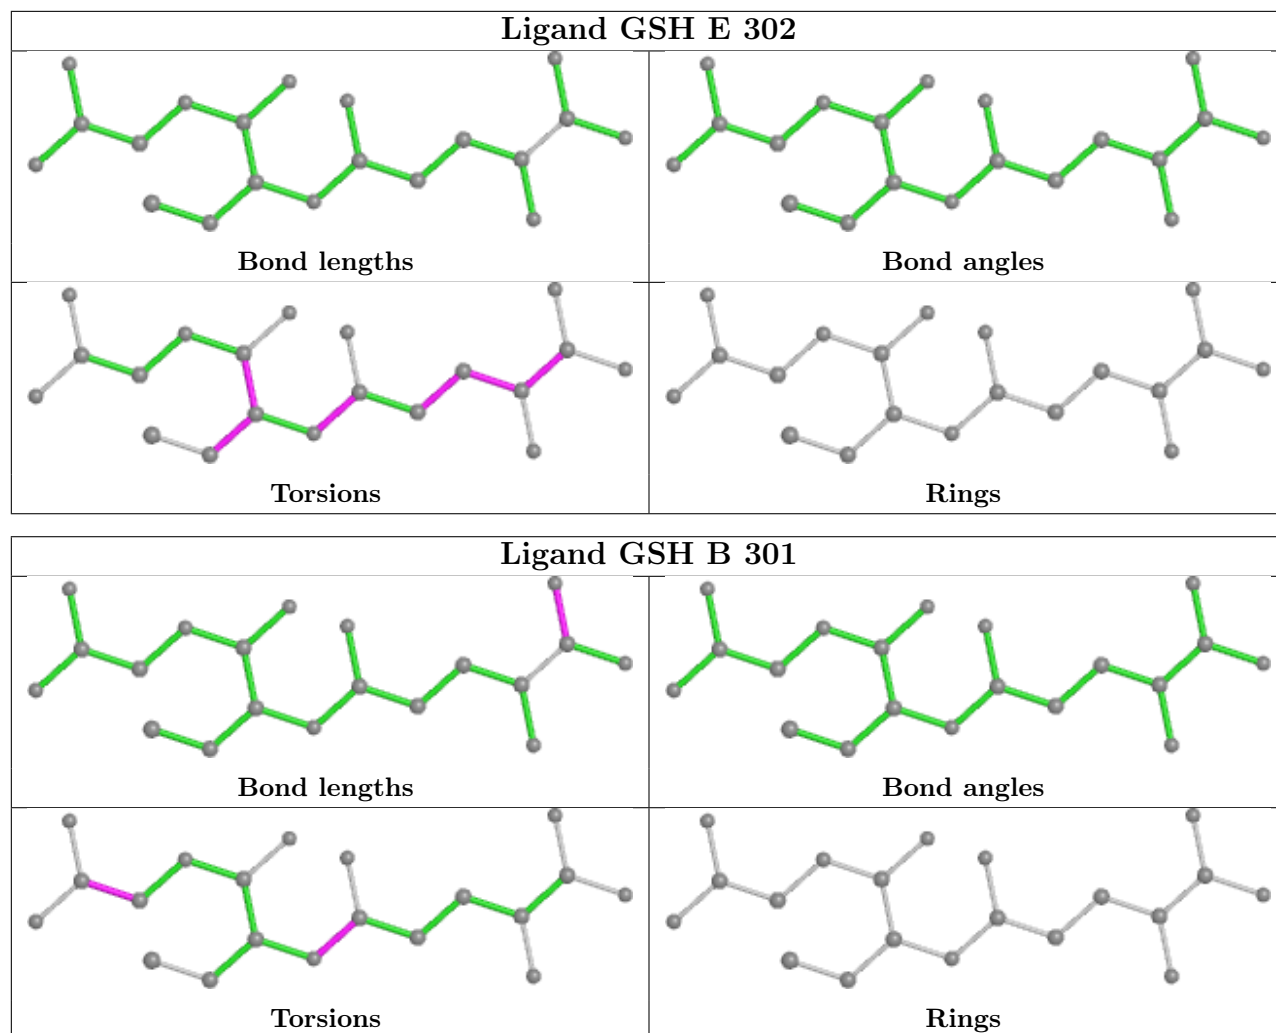 Ligand GSH E 302
Bond lengths Bond angles
Torsions Rings
Ligand GSH B 301
Bond lengths Bond angles
Torsions Rings